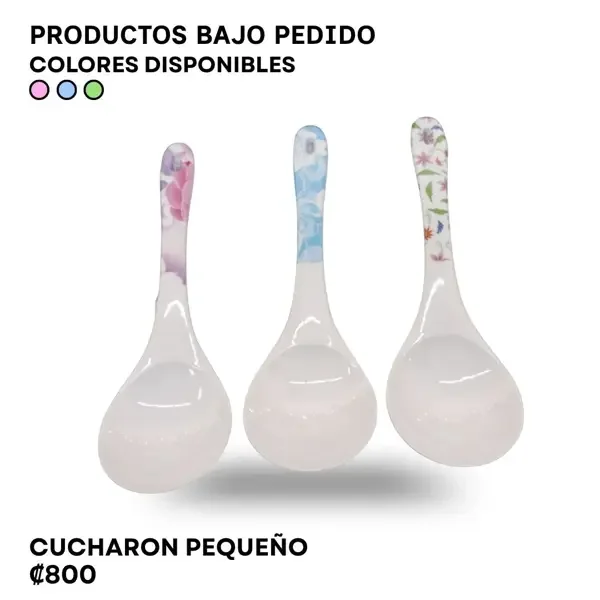 PRODUCTOS BAJO PEDIDO
COLORES DISPONIBLES
CUCHARON PEQUEÑO
₡800